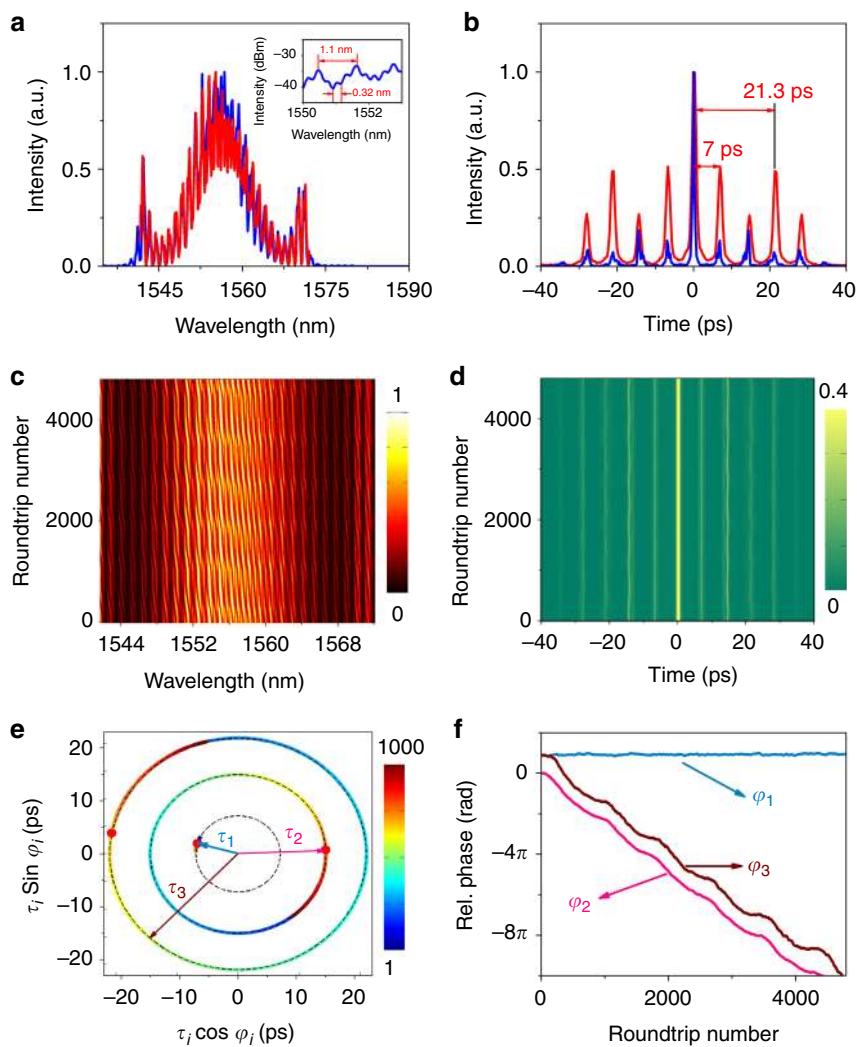 a
Intensity (a.u.)
1.0
0.5
0.0
1545
1560
1575
1590
Wavelength (nm)
Intensity (dBm)
−25
−40
1550
1552
Wavelength (nm)
1.1 nm
0.32 nm
b
Intensity (a.u.)
1.0
0.5
0.0
−40
−20
0
20
40
Time (ps)
21.3 ps
7 ps
c
Roundtrip number
4000
2000
0
1544
1552
1560
1568
Wavelength (nm)
1
0
d
Roundtrip number
4000
2000
0
−40
−20
0
20
40
Time (ps)
0.4
0
e
τi Sin φi (ps)
20
10
0
−10
−20
−20
−10
0
10
20
τi cos φi (ps)
τ1
τ2
τ3
1000
1
f
Rel. phase (rad)
0
−4π
−8π
0
2000
4000
Roundtrip number
φ1
φ3
φ2